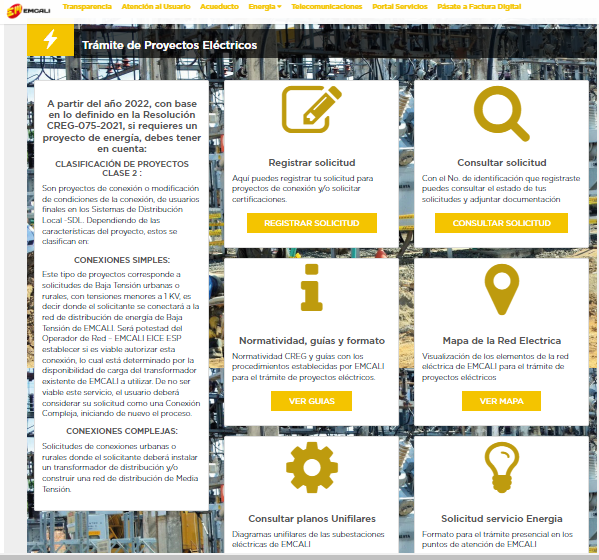 EMCALI
Transparencia Atención al Usuario Acueducto Energía Telecomunicaciones Portal Servicios Pásate a Factura Digital
Trámite de Proyectos Eléctricos
A partir del año 2022, con base
en lo definido en la Resolución
CREG-075-2021, si requieres un
proyecto de energía, debes tener
en cuenta:
CLASIFICACIÓN DE PROYECTOS
CLASE 2 :
Son proyectos de conexión o modificación
de condiciones de la conexión, de usuarios
finales en los Sistemas de Distribución
Local -SDL. Dependiendo de las
características del proyecto, estos se
clasifican en:
CONEXIONES SIMPLES:
Este tipo de proyectos corresponde a
solicitudes de Baja Tensión urbanas o
rurales, con tensiones menores a 1 KV, es
decir donde el solicitante se conectará a la
red de distribución de energía de Baja
Tensión de EMCALI. Será potestad del
Operador de Red - EMCALI EICE ESP
establecer si es viable autorizar esta
conexión, lo cual está determinado por la
disponibilidad de carga del transformador
existente de EMCALI a utilizar. De no ser
viable este servicio, el usuario deberá
considerar su solicitud como una Conexión
Compleja, iniciando de nuevo el proceso.
CONEXIONES COMPLEJAS:
Solicitudes de conexiones urbanas o
rurales donde el solicitante deberá instalar
un transformador de distribución y/o
construir una red de distribución de Media
Tensión.
Registrar solicitud
Aquí puedes registrar tu solicitud para
proyectos de conexión y/o solicitar
certificaciones.
REGISTRAR SOLICITUD
Consultar solicitud
Con el No. de identificación que registraste
puedes consultar el estado de tus
solicitudes y adjuntar documentación
CONSULTAR SOLICITUD
Normatividad, guías y formato
Normatividad CREG y guías con los
procedimientos establecidas por EMCALI
para el trámite de proyectos eléctricos.
VER GUIAS
Mapa de la Red Electrica
Visualización de los elementos de la red
eléctrica de EMCALI para el trámite de
proyectos eléctricos
VER MAPA
Consultar planos Unifilares
Diagramas unifilares de las subestaciones
eléctricas de EMCALI
Solicitud servicio Energia
Formato para el trámite presencial en los
puntos de atención de EMCALI